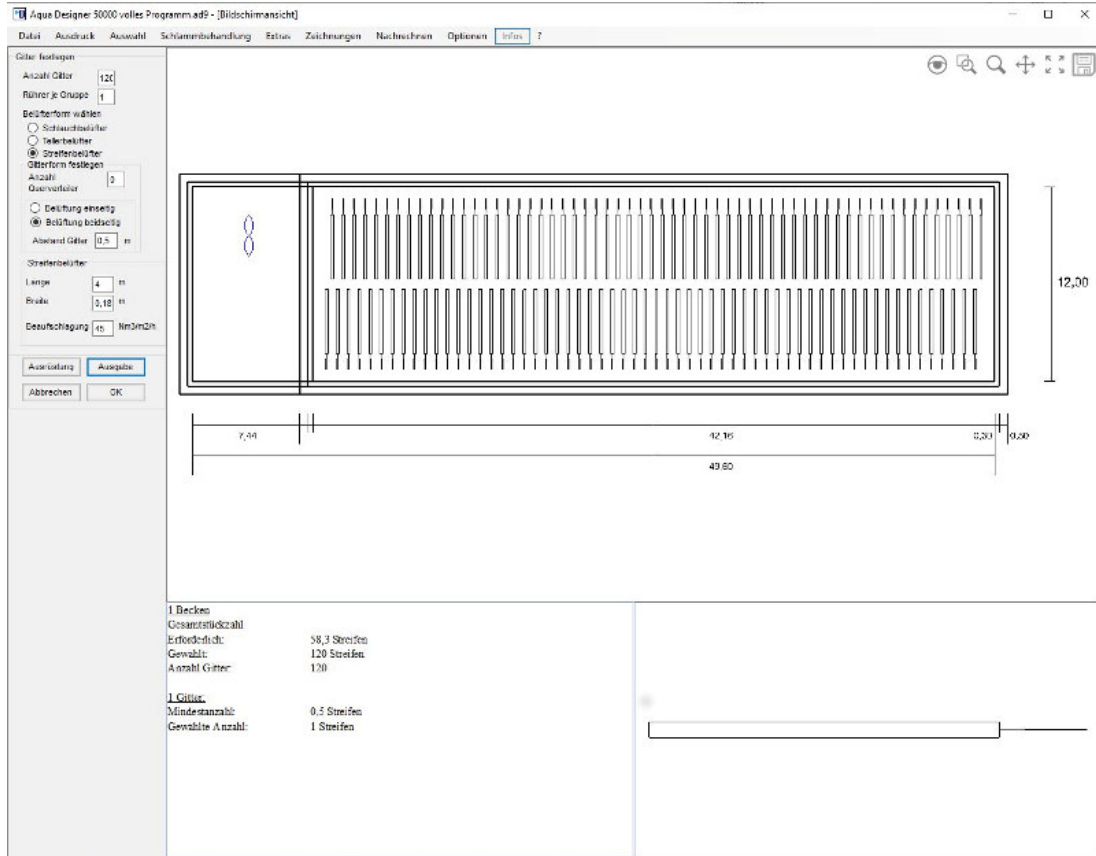 Aqua Designer 50000 volles Programm.ad9 - [Bildschirmansicht]
Datei Ausdruck Auswahl Schlammbehandlung Extras Zeichnungen Nachrechnen Optionen Infos ?
Gitter festlegen
Anzahl Gitter 120
Rührer je Gruppe 1
Belüfterform wählen
Schlauchbelüfter
Tellerbelüfter
Streifenbelüfter
Gitterform festlegen
Anzahl 0
Querverteiler
Belüftung einseitig
Belüftung beidseitig
Abstand Gitter 0,5 m
Streifenbelüfter
Länge 4 m
Breite 0,18 m
Beaufschlagung 45 Nm3/m2/h
Ausrüstung Ausgabe
Abbrechen OK
12,00
7,44 42,16 0,30 0,50
49,60
1 Becken
Gesamtstückzahl
Erforderlich: 58,3 Streifen
Gewählt: 120 Streifen
Anzahl Gitter: 120
1 Gitter:
Mindestanzahl: 0,5 Streifen
Gewählte Anzahl: 1 Streifen